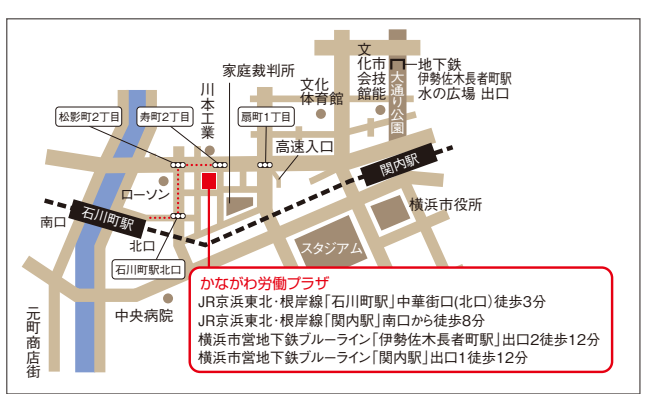 文化体育館
文化市会技館能
地下鉄
伊勢佐木長者町駅
水の広場 出口
大通り公園
家庭裁判所
川本工業
松影町2丁目
寿町2丁目
扇町1丁目
高速入口
関内駅
ローソン
石川町駅
南口
北口
石川町駅北口
横浜市役所
スタジアム
中央病院
元町商店街
かながわ労働プラザ
JR京浜東北・根岸線「石川町駅」中華街口(北口)徒歩3分
JR京浜東北・根岸線「関内駅」南口から徒歩8分
横浜市営地下鉄ブルーライン「伊勢佐木長者町駅」出口2徒歩12分
横浜市営地下鉄ブルーライン「関内駅」出口1徒歩12分